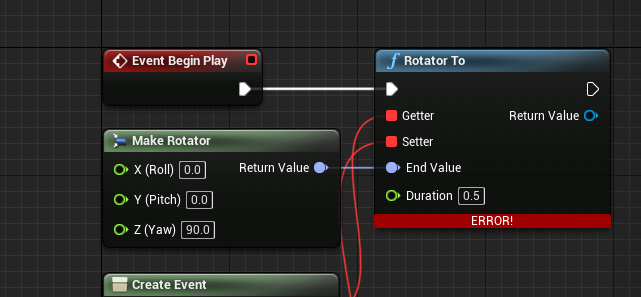 Event Begin Play
f Rotator To
Getter
Return Value
Setter
End Value
Duration 0.5
ERROR!
Make Rotator
X (Roll) 0.0
Return Value
Y (Pitch) 0.0
Z (Yaw) 90.0
Create Event